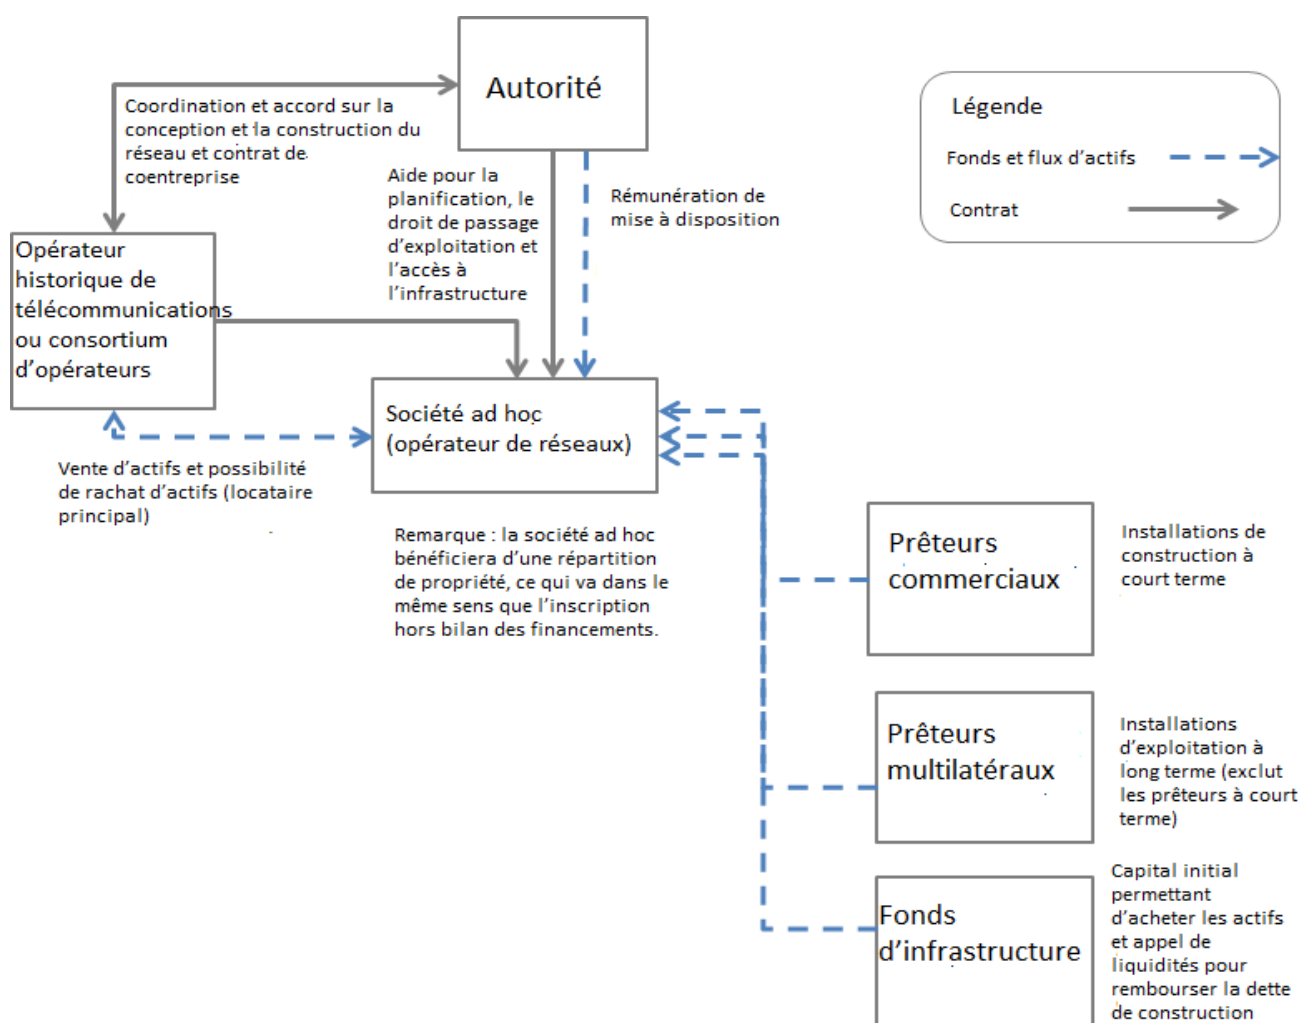 Autorité
Légende
Fonds et flux d'actifs
Contrat
Coordination et accord sur la
conception et la construction du
réseau et contrat de
coentreprise
Aide pour la
planification, le
droit de passage
d'exploitation et
l'accès à
l'infrastructure
Rémunération de
mise à disposition
Opérateur
historique de
télécommunications
ou consortium
d'opérateurs
Société ad hoc
(opérateur de réseaux)
Vente d'actifs et possibilité
de rachat d'actifs (locataire
principal)
Remarque : la société ad hoc
bénéficiera d'une répartition
de propriété, ce qui va dans le
même sens que l'inscription
hors bilan des financements.
Prêteurs
commerciaux
Installations de
construction à
court terme
Prêteurs
multilatéraux
Installations
d'exploitation à
long terme (exclut
les prêteurs à court
terme)
Fonds
d'infrastructure
Capital initial
permettant
d'acheter les actifs
et appel de
liquidités pour
rembourser la dette
de construction